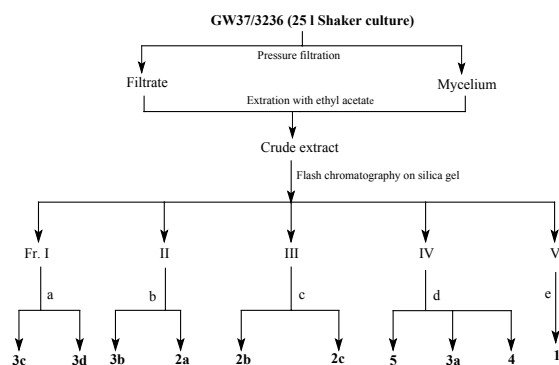 GW37/3236 (25 l Shaker culture)
Pressure filtration
Filtrate Mycelium
Extration with ethyl acetate
Crude extract
Flash chromatography on silica gel
Fr. I II III IV V
a b c d e
3c 3d 3b 2a 2b 2c 5 3a 4 1